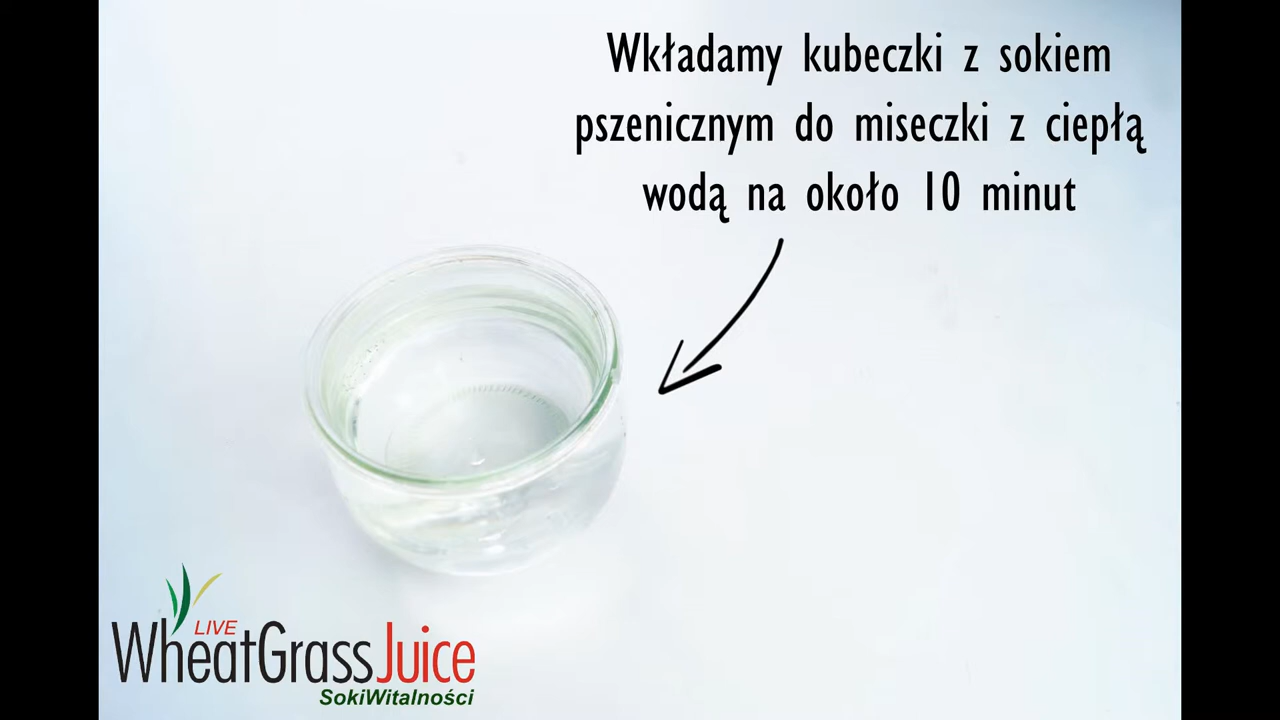 Wkładamy kubeczki z sokiem
pszenicznym do miseczki z ciepłą
wodą na około 10 minut
LIVE
WheatGrassJuice
SokiWitalności